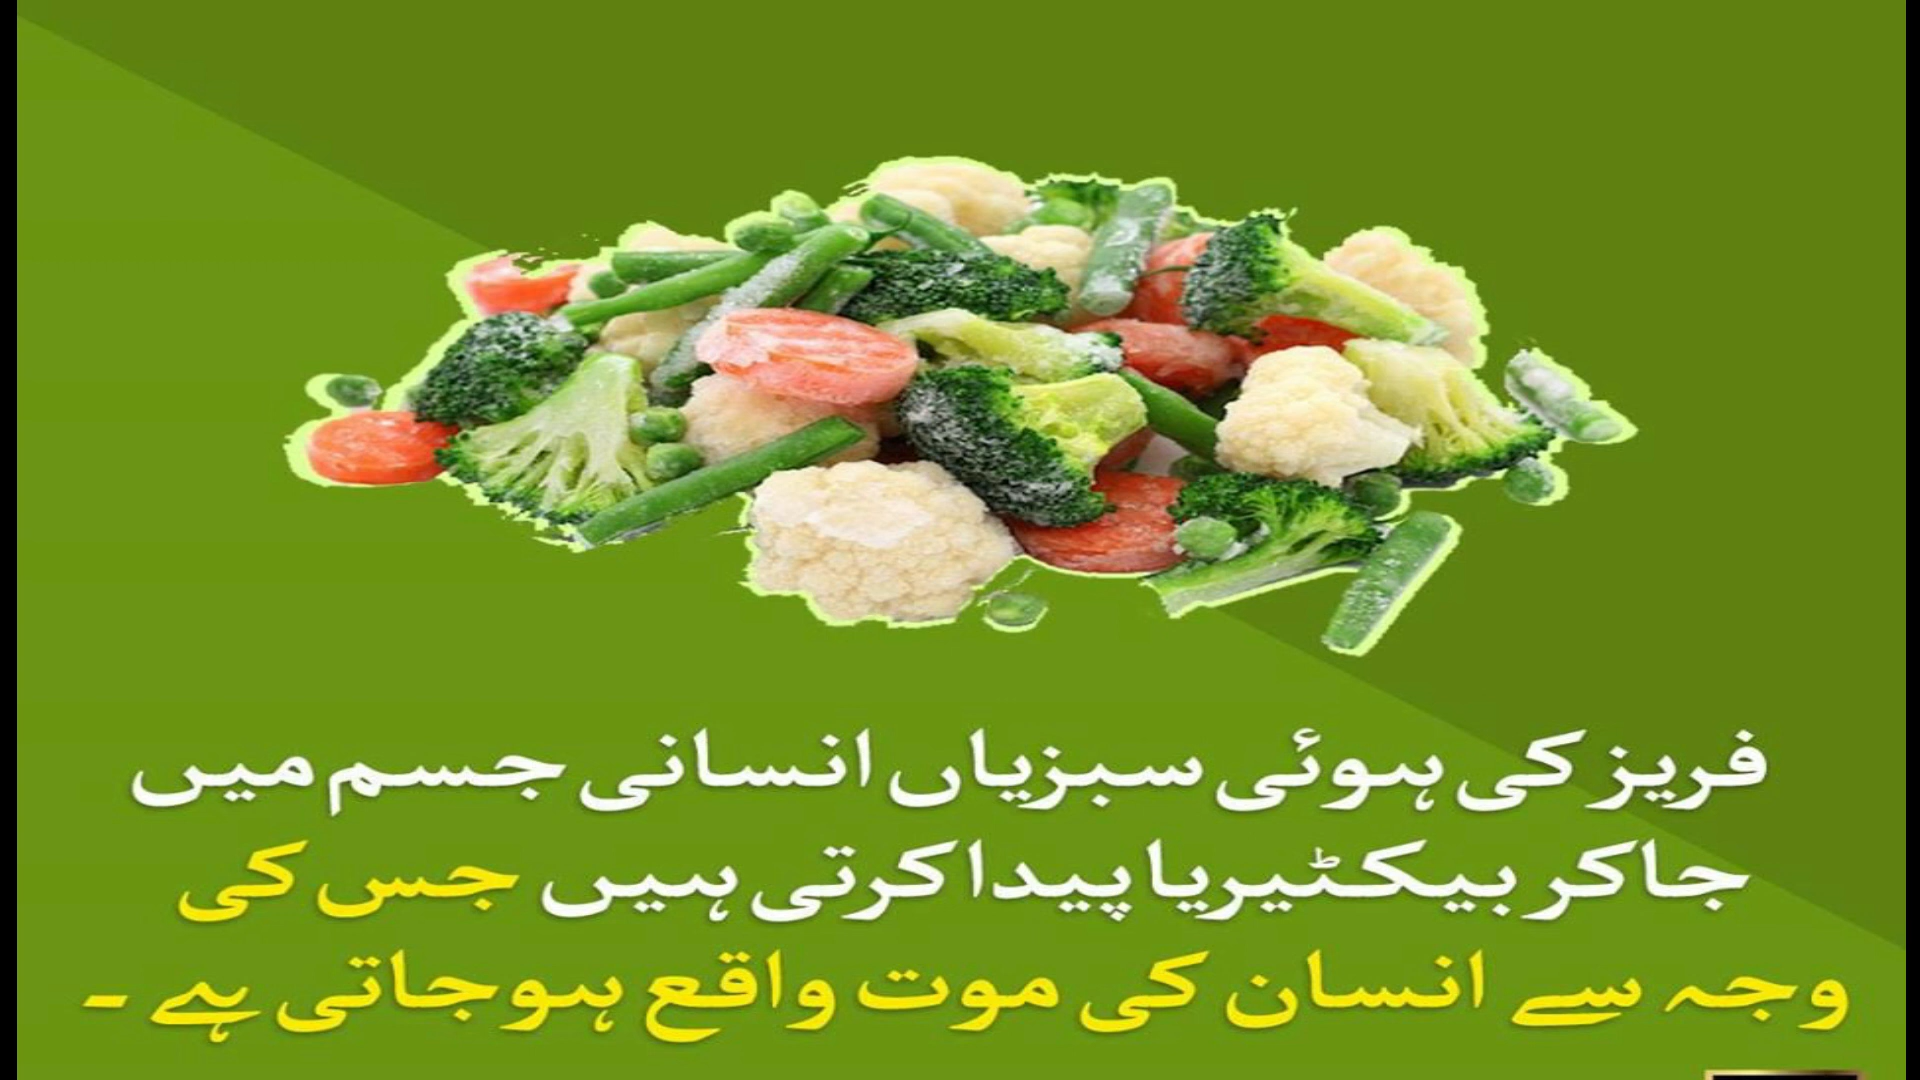 فریز کی ہوئی سبزیاں انسانی جسم میں
جاکر بیکٹیریا پیدا کرتی ہیں جس کی
وجہ سے انسان کی موت واقع ہوجاتی ہے ۔